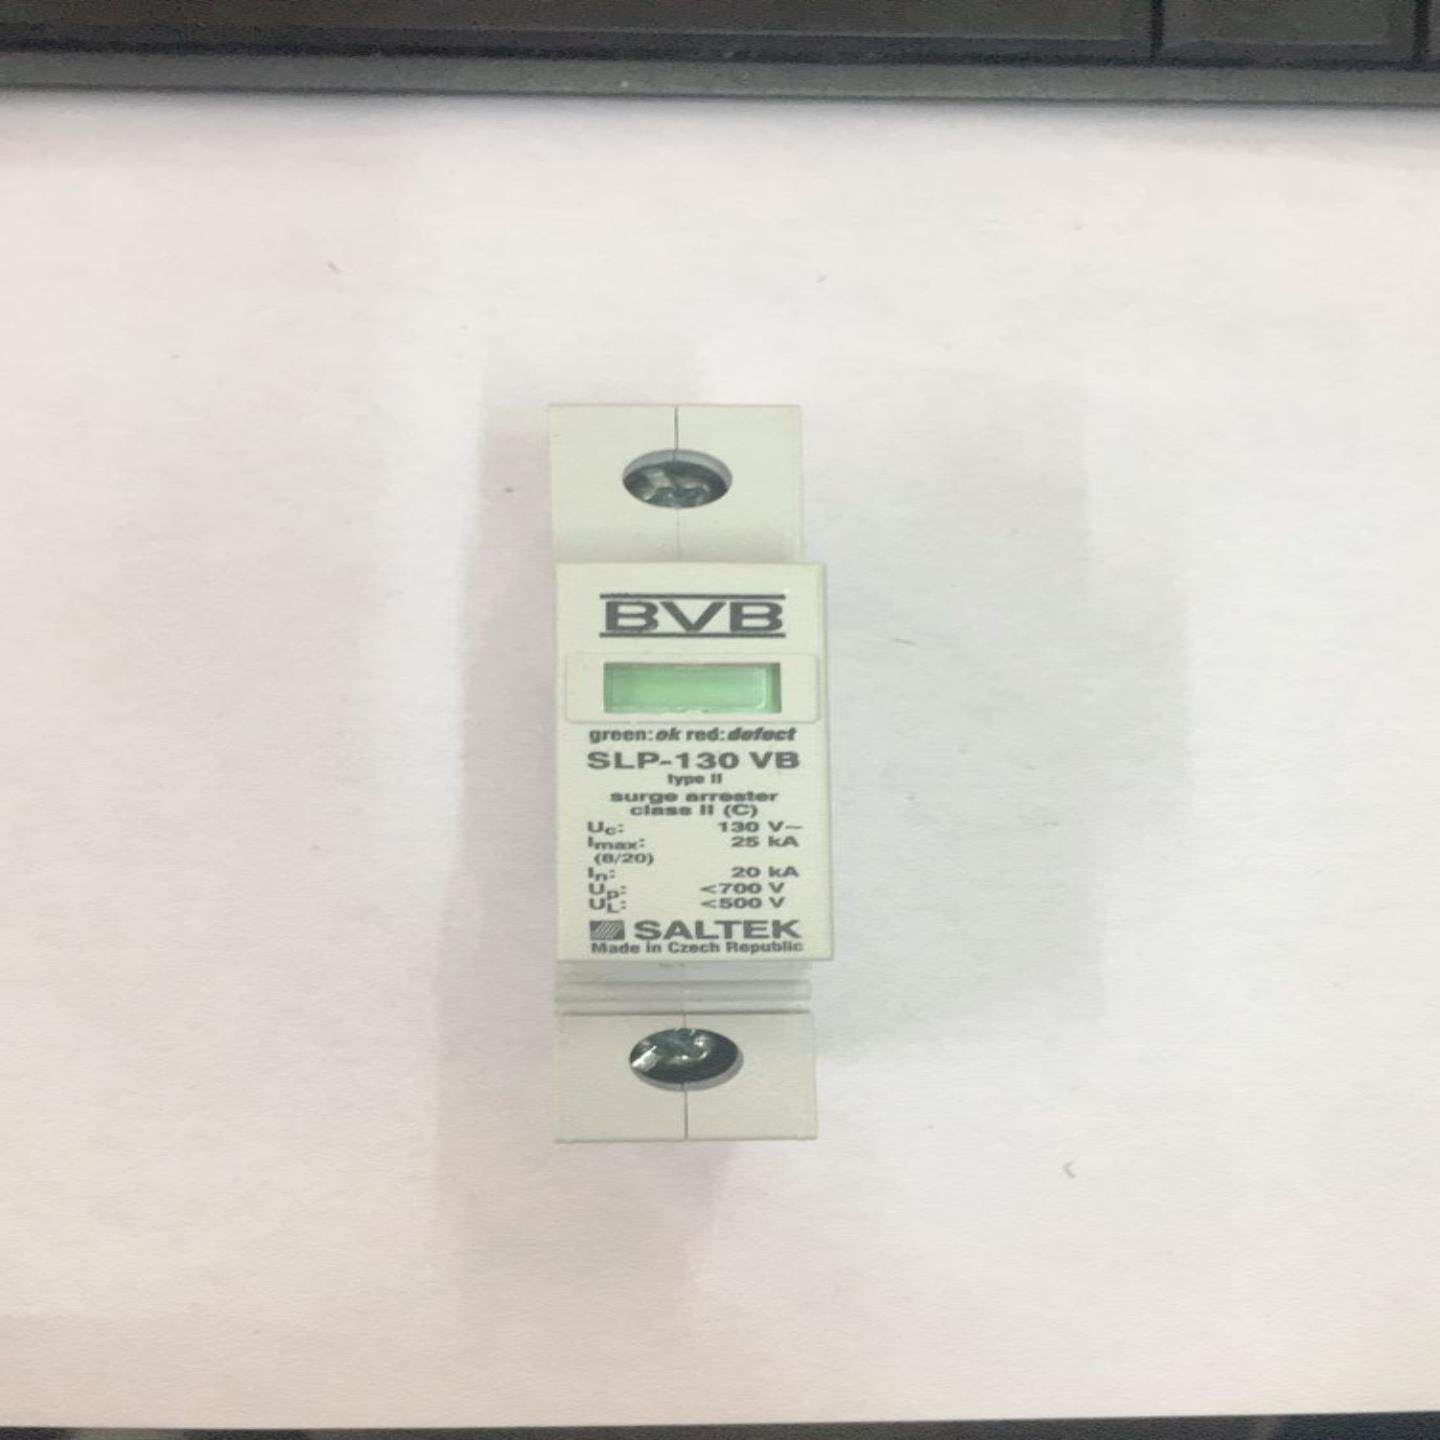 BVB
green:ok red:defect
SLP-130 VB
type II
surge arrester
class II (C)
Uc: 130 V~
Imax: 25 kA
(8/20)
In: 20 kA
Up: <700 V
UL: <500 V
SALTEK
Made in Czech Republic